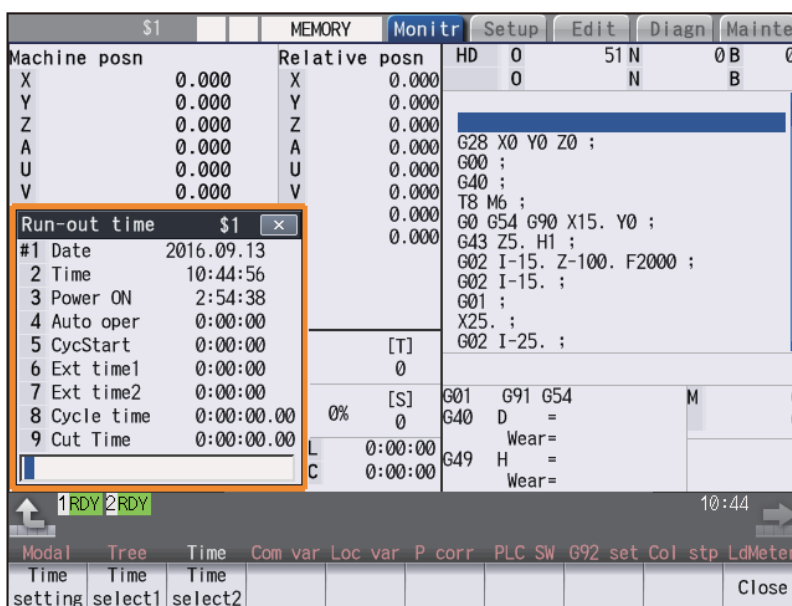 $1 MEMORY Monitr Setup Edit Diagn Mainte
Machine posn Relative posn HD O 51 N 0 B 0
O N B
X 0.000 X 0.000
Y 0.000 Y 0.000
Z 0.000 Z 0.000
A 0.000 A 0.000
U 0.000 U 0.000
V 0.000 V 0.000
0.000
0.000
G28 X0 Y0 Z0 ;
G00 ;
G40 ;
T8 M6 ;
G0 G54 G90 X15. Y0 ;
G43 Z5. H1 ;
G02 I-15. Z-100. F2000 ;
G02 I-15. ;
G01 ;
X25. ;
G02 I-25. ;
Run-out time $1 ×
#1 Date 2016.09.13
2 Time 10:44:56
3 Power ON 2:54:38
4 Auto oper 0:00:00
5 CycStart 0:00:00
6 Ext time1 0:00:00
7 Ext time2 0:00:00
8 Cycle time 0:00:00.00
9 Cut Time 0:00:00.00
[T]
0
0% [S]
0
L 0:00:00
C 0:00:00
G01 G91 G54 M
G40 D =
Wear=
G49 H =
Wear=
1 RDY 2 RDY 10:44
Modal Tree Time Com var Loc var P corr PLC SW G92 set Col stp LdMeter
Time setting Time select1 Time select2 Close